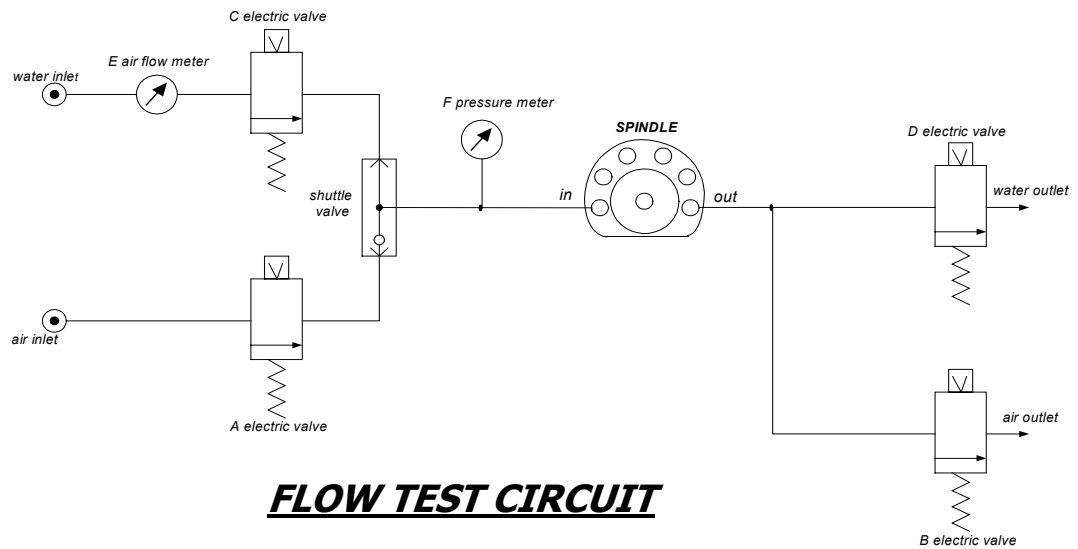 C electric valve
E air flow meter
water inlet
F pressure meter
SPINDLE
D electric valve
shuttle
valve
in
out
water outlet
air inlet
A electric valve
air outlet
FLOW TEST CIRCUIT
B electric valve